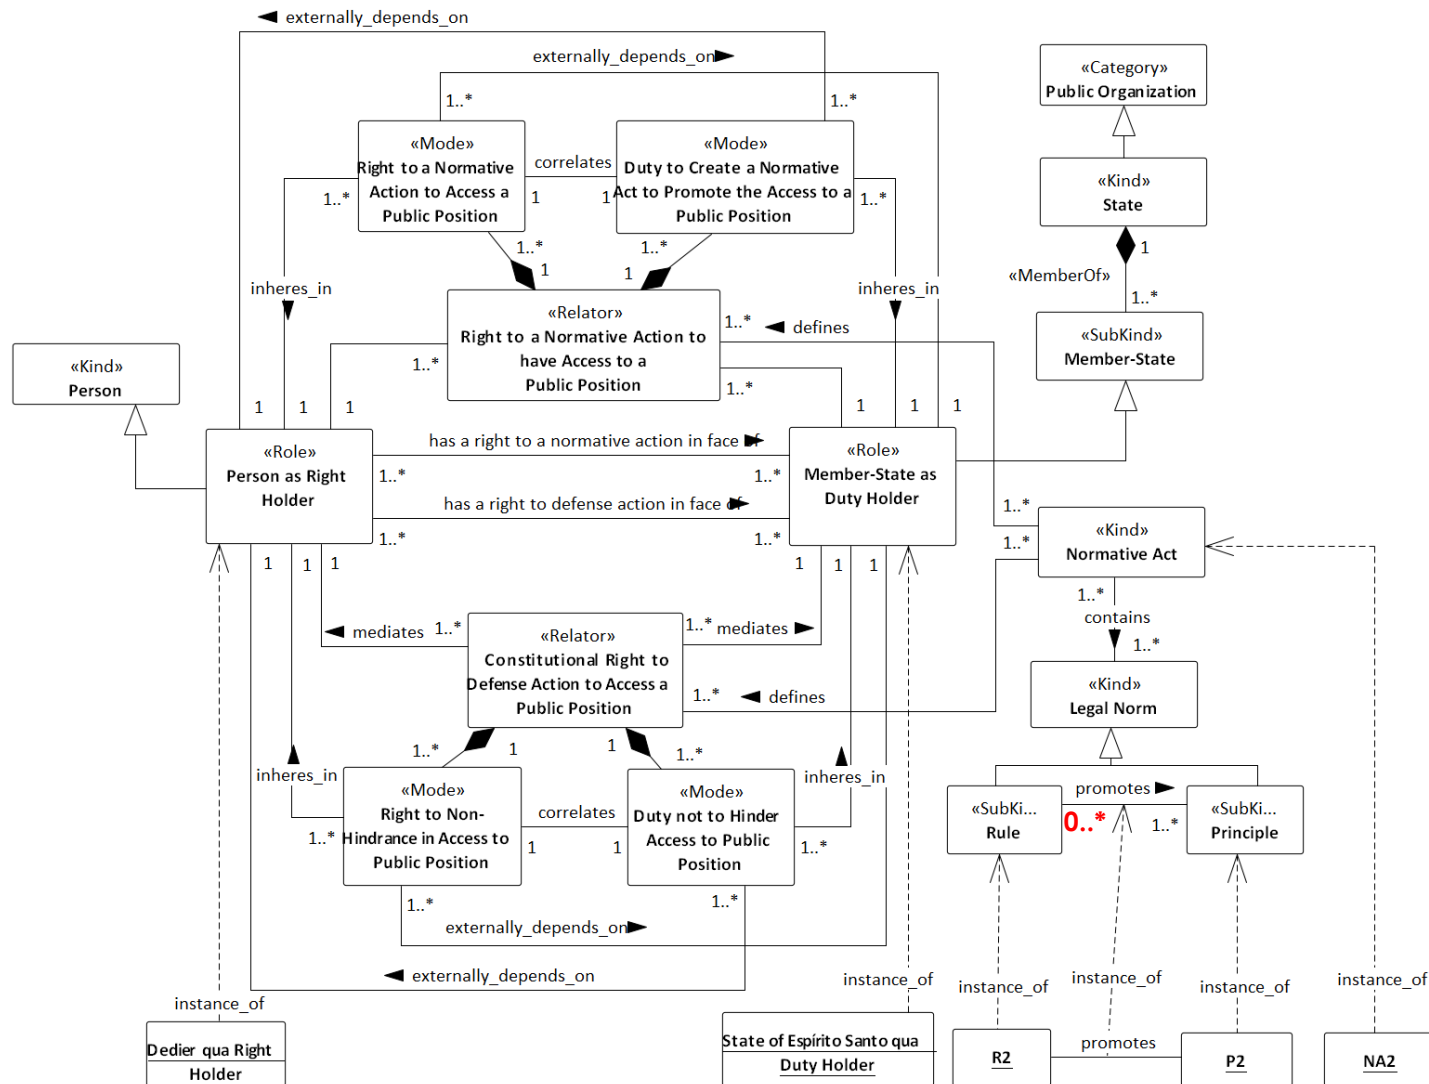 externally_depends_on
externally_depends_on
1..*
1..*
«Category»
Public Organization
«Mode»
Right to a Normative
Action to Access a
Public Position
correlates
1
1
«Mode»
Duty to Create a Normative
Act to Promote the Access to a
Public Position
«Kind»
State
1..*
1..*
1..*
1..*
1
1
1
«MemberOf»
1..*
inheres_in
inheres_in
«Relator»
Right to a Normative Action to
have Access to a
Public Position
1..*
defines
«SubKind»
Member-State
«Kind»
Person
1..*
1..*
1
1
1
1
1
1
«Role»
Person as Right
Holder
has a right to a normative action in face of
1..*
1..*
has a right to defense action in face of
1..*
1..*
«Role»
Member-State as
Duty Holder
1..*
1..*
«Kind»
Normative Act
1
1
1
1
1
1
1..*
contains
1..*
mediates
1..*
«Relator»
Constitutional Right to
Defense Action to Access a
Public Position
1..*
mediates
1..*
defines
«Kind»
Legal Norm
1..*
1
1
1..*
inheres_in
inheres_in
«Mode»
Right to Non-
Hindrance in Access to
Public Position
correlates
1
1
«Mode»
Duty not to Hinder
Access to Public
Position
1..*
1..*
promotes
«SubKi...
Rule
0..*
1..*
«SubKi...
Principle
1..*
1..*
externally_depends_on
externally_depends_on
instance_of
instance_of
instance_of
instance_of
instance_of
instance_of
Dedier qua Right
Holder
State of Espírito Santo qua
Duty Holder
R2
promotes
P2
NA2